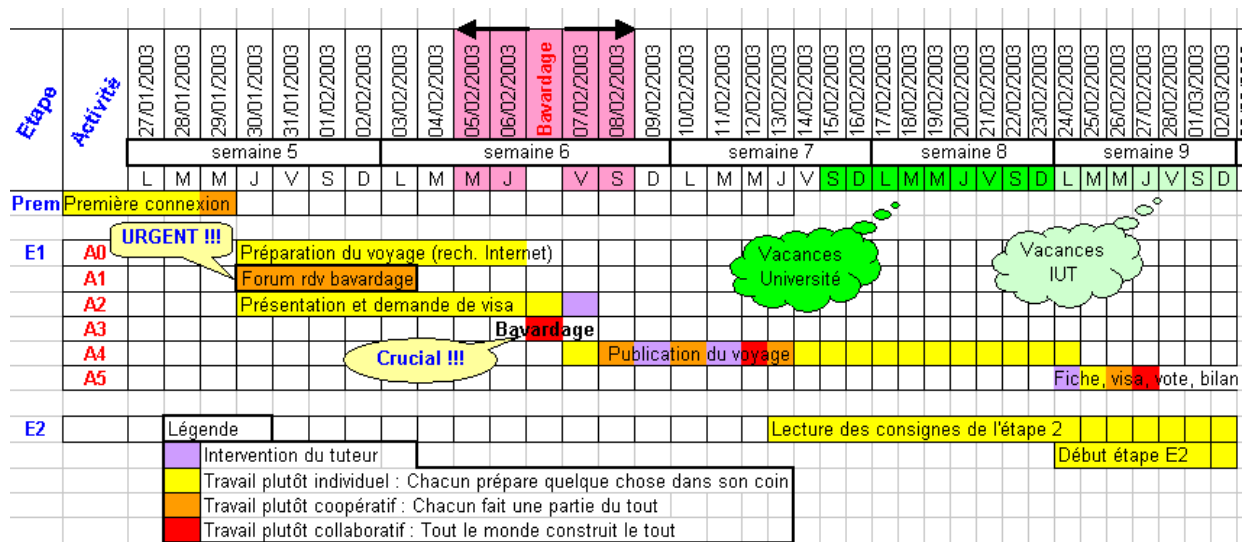 Etape Activité 27/01/2003 28/01/2003 29/01/2003 30/01/2003 31/01/2003 01/02/2003 02/02/2003 03/02/2003 04/02/2003 05/02/2003 06/02/2003 Bavardage 07/02/2003 08/02/2003 09/02/2003 10/02/2003 11/02/2003 12/02/2003 13/02/2003 14/02/2003 15/02/2003 16/02/2003 17/02/2003 18/02/2003 19/02/2003 20/02/2003 21/02/2003 22/02/2003 23/02/2003 24/02/2003 25/02/2003 26/02/2003 27/02/2003 28/02/2003 01/03/2003 02/03/2003
semaine 5 semaine 6 semaine 7 semaine 8 semaine 9
L M M J V S D L M M J V S D L M M J V S D L M M J V S D L M M J V S D
Prem Première connexion
URGENT !!!
E1 A0 Préparation du voyage (rech. Internet)
Vacances
Université
Vacances
IUT
A1 Forum rdv bavardage
A2 Présentation et demande de visa
A3 Bavardage
Crucial !!!
A4 Publication du voyage
A5 Fiche, visa, vote, bilan
E2 Légende Lecture des consignes de l'étape 2
Intervention du tuteur Début étape E2
Travail plutôt individuel : Chacun prépare quelque chose dans son coin
Travail plutôt coopératif : Chacun fait une partie du tout
Travail plutôt collaboratif : Tout le monde construit le tout